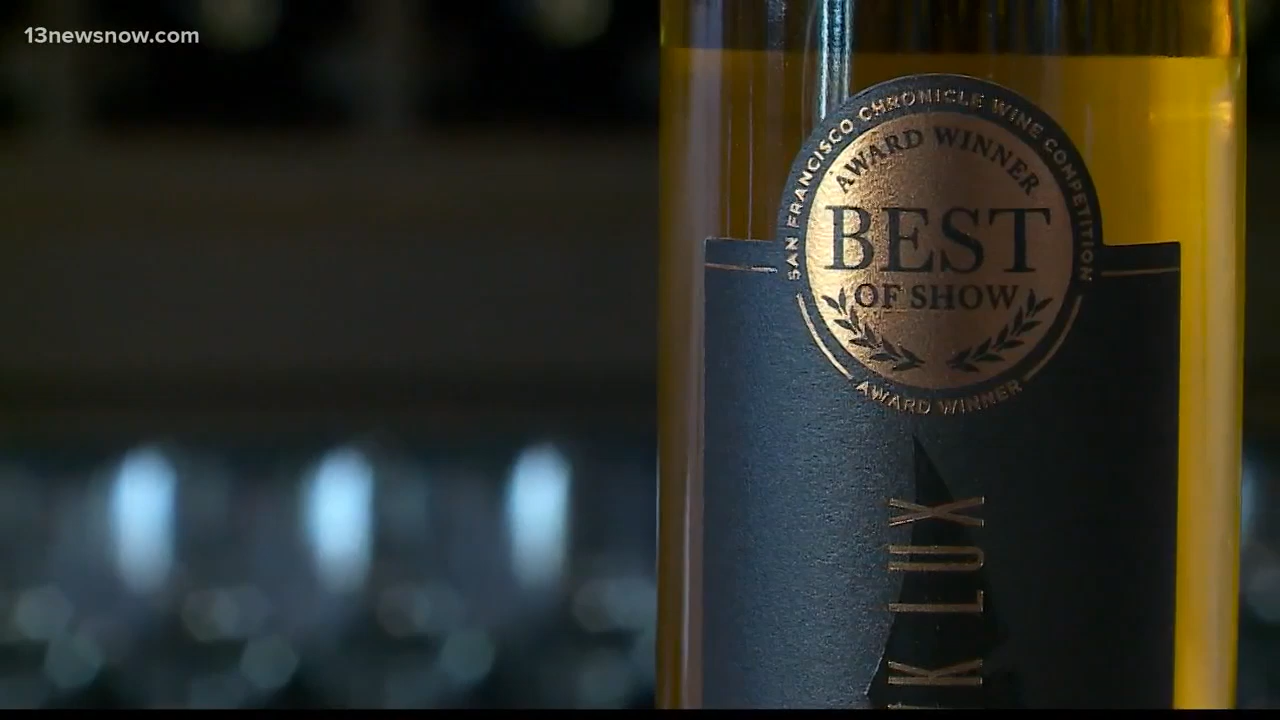 13newsnow.com
SAN FRANCISCO CHRONICLE WINE COMPETITION
AWARD WINNER
BEST
OF SHOW
AWARD WINNER
LUX